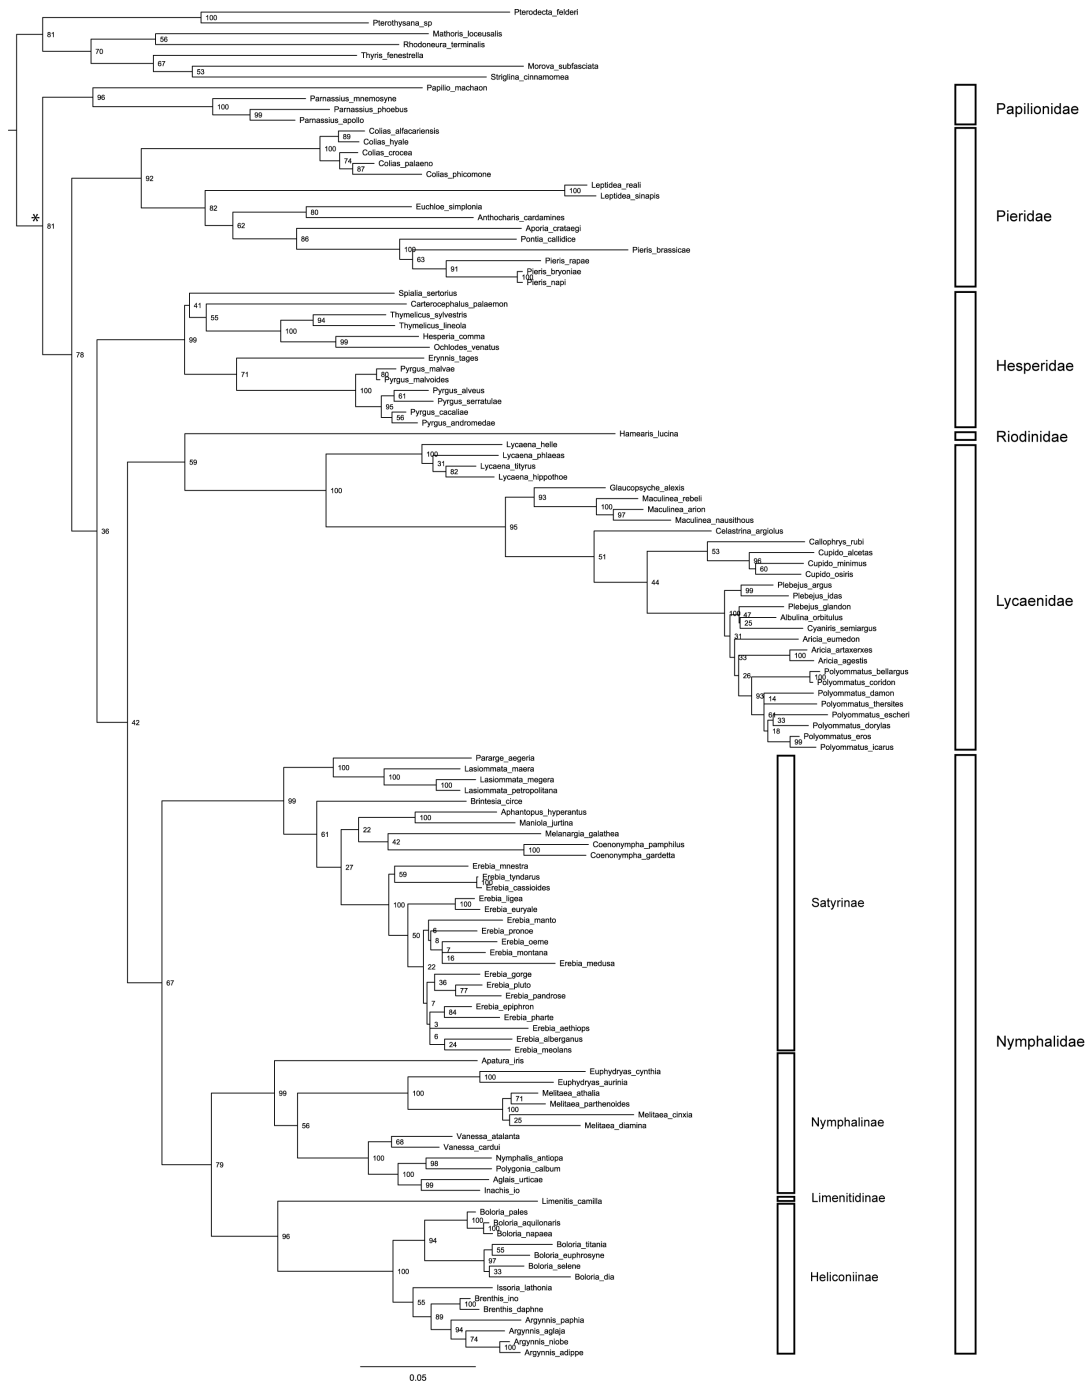 Pterodecta_felderi
100
Pterothysana_sp
81
Mathoris_loceusalis
56
Rhodoneura_terminalis
70
Thyris_fenestrella
67
Morova_subfasciata
53
Striglina_cinnamomea
Papilio_machaon
96
Parnassius_mnemosyne
100
Parnassius_phoebus
99
Parnassius_apollo
Papilionidae
Colias_alfacariensis
89
Colias_hyale
100
Colias_crocea
74
Colias_palaeno
87
Colias_phicomone
92
Leptidea_reali
100
Leptidea_sinapis
82
Euchloe_simplonia
80
Anthocharis_cardamines
62
Aporia_crataegi
86
Pontia_callidice
100
Pieris_brassicae
63
Pieris_rapae
91
Pieris_bryoniae
100
Pieris_napi
Pieridae
*
81
Spialia_sertorius
41
Carterocephalus_palaemon
55
Thymelicus_sylvestris
94
Thymelicus_lineola
100
Hesperia_comma
99
Ochlodes_venatus
99
78
Erynnis_tages
71
Pyrgus_malvae
80
Pyrgus_malvoides
100
Pyrgus_alveus
61
Pyrgus_serratulae
95
Pyrgus_cacaliae
56
Pyrgus_andromedae
Hesperidae
Hamearis_lucina
Riodinidae
59
Lycaena_helle
100
Lycaena_phlaeas
31
Lycaena_tityrus
82
Lycaena_hippothoe
100
Glaucopsyche_alexis
93
Maculinea_rebeli
100
Maculinea_arion
97
Maculinea_nausithous
95
36
Celastrina_argiolus
51
Callophrys_rubi
53
Cupido_alcetas
96
Cupido_minimus
60
Cupido_osiris
44
Plebejus_argus
99
Plebejus_idas
Plebejus_glandon
100
47
Albulina_orbitulus
25
Cyaniris_semiargus
31
Aricia_eumedon
33
Aricia_artaxerxes
100
Aricia_agestis
26
Polyommatus_bellargus
100
Polyommatus_coridon
93
Polyommatus_damon
14
Polyommatus_thersites
61
Polyommatus_escheri
33
Polyommatus_dorylas
18
Polyommatus_eros
99
Polyommatus_icarus
Lycaenidae
42
Pararge_aegeria
100
Lasiommata_maera
100
Lasiommata_megera
100
Lasiommata_petropolitana
99
Brintesia_circe
61
Aphantopus_hyperantus
100
Maniola_jurtina
22
Melanargia_galathea
42
Coenonympha_pamphilus
100
Coenonympha_gardetta
27
Erebia_mnestra
59
Erebia_tyndarus
100
Erebia_cassioides
100
Erebia_ligea
100
Erebia_euryale
50
Erebia_manto
6
Erebia_pronoe
8
Erebia_oeme
7
Erebia_montana
16
Erebia_medusa
22
Erebia_gorge
36
Erebia_pluto
77
Erebia_pandrose
7
Erebia_epiphron
84
Erebia_pharte
3
Erebia_aethiops
6
Erebia_alberganus
24
Erebia_meolans
Satyrinae
67
Nymphalidae
Apatura_iris
99
Euphydryas_cynthia
100
Euphydryas_aurinia
100
Melitaea_athalia
71
Melitaea_parthenoides
100
Melitaea_cinxia
25
Melitaea_diamina
56
Vanessa_atalanta
68
Vanessa_cardui
100
Nymphalis_antiopa
98
Polygonia_calbum
100
Aglais_urticae
99
Inachis_io
Nymphalinae
79
Limenitis_camilla
Limenitidinae
96
Boloria_pales
100
Boloria_aquilonaris
100
Boloria_napaea
94
Boloria_titania
55
Boloria_euphrosyne
97
Boloria_selene
33
Boloria_dia
100
Issoria_lathonia
55
Brenthis_ino
100
Brenthis_daphne
89
Argynnis_paphia
94
Argynnis_aglaja
74
Argynnis_niobe
100
Argynnis_adippe
Heliconiinae
0.05